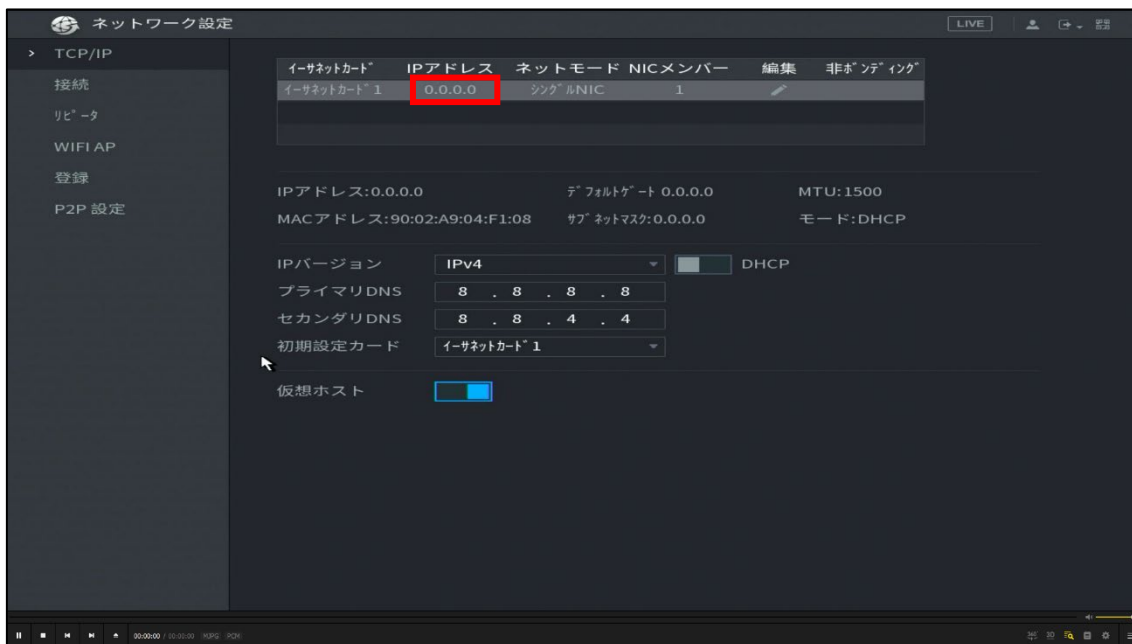 ネットワーク設定 LIVE
> TCP/IP
接続
ﾘﾋﾟｰﾀ
WIFI AP
登録
P2P 設定
ｲｰｻﾈｯﾄｶｰﾄﾞ IPアドレス ネットモード NICメンバー 編集 非ﾎﾞﾝﾃﾞｨﾝｸﾞ
ｲｰｻﾈｯﾄｶｰﾄﾞ1 0.0.0.0 ｼﾝｸﾞﾙNIC 1
IPアドレス:0.0.0.0 ﾃﾞﾌｫﾙﾄｹﾞｰﾄ 0.0.0.0 MTU:1500
MACアドレス:90:02:A9:04:F1:08 ｻﾌﾞﾈｯﾄﾏｽｸ:0.0.0.0 モード:DHCP
IPバージョン IPv4 DHCP
プライマリDNS 8 . 8 . 8 . 8
セカンダリDNS 8 . 8 . 4 . 4
初期設定カード ｲｰｻﾈｯﾄｶｰﾄﾞ1
仮想ホスト
00:00:00 / 00:00:00 MJPG PCM